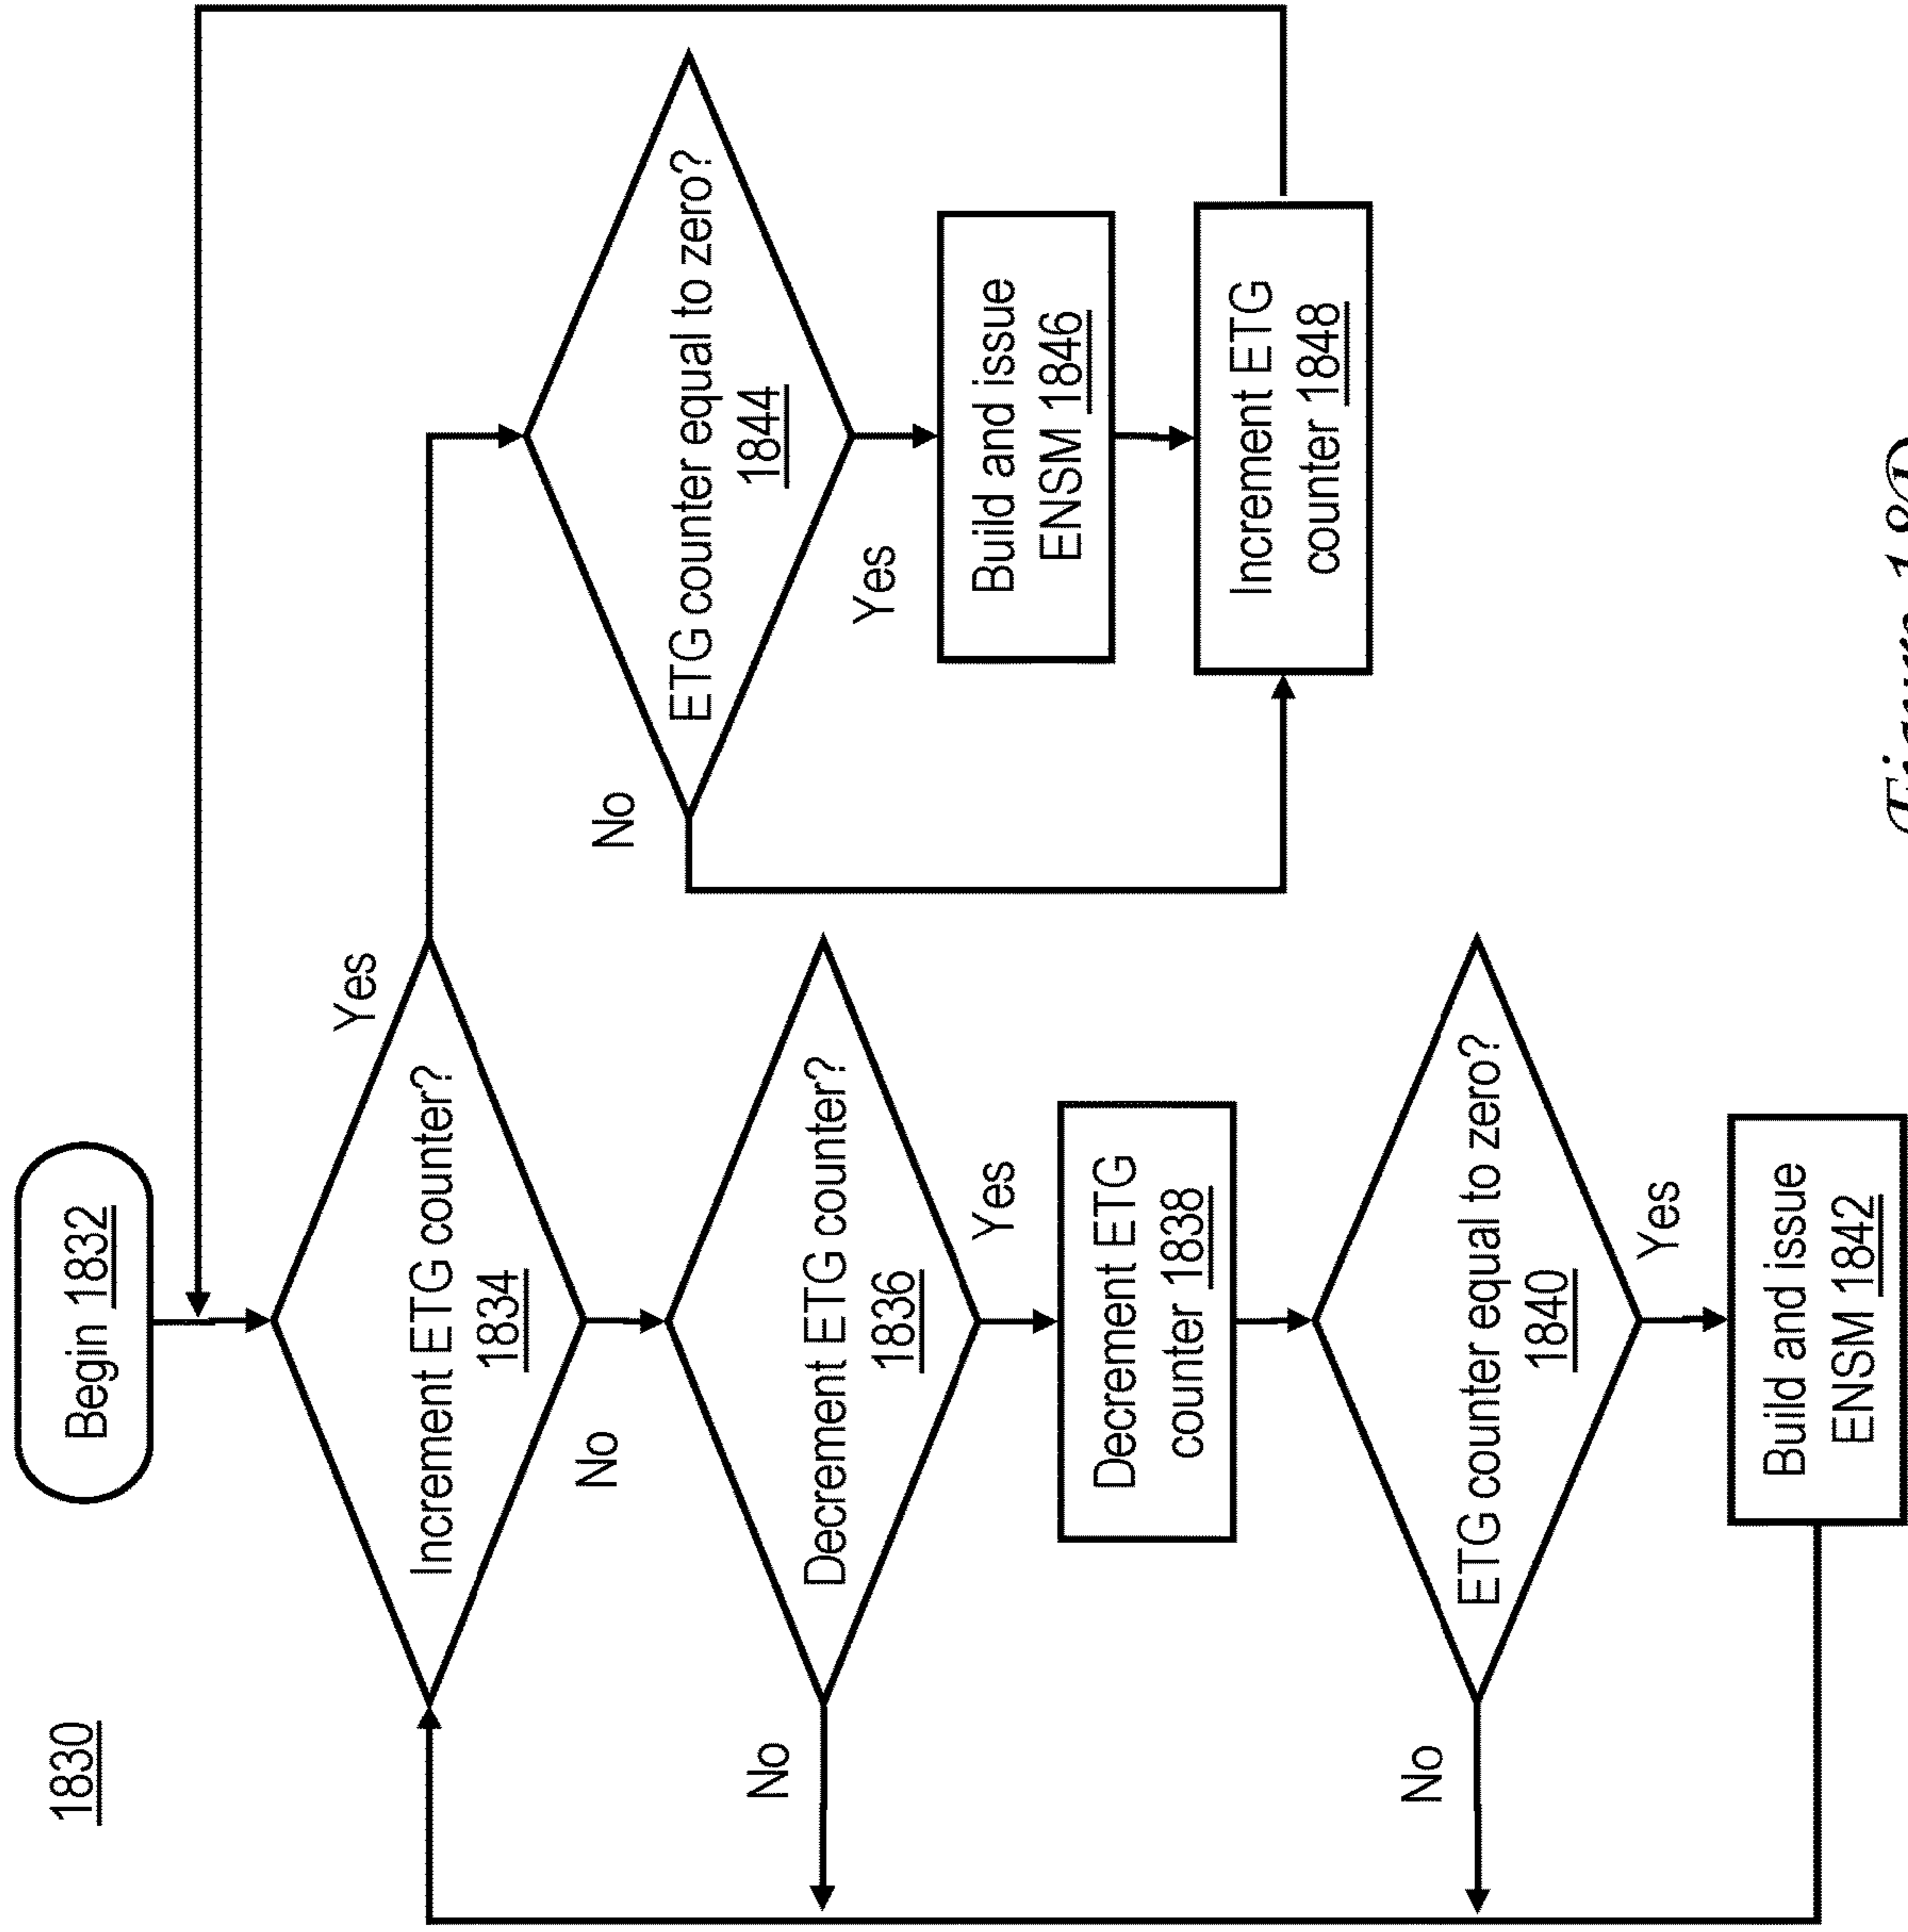 1830
Begin 1832
Increment ETG counter?
1834
Yes
No
Decrement ETG counter?
1836
No
Yes
Decrement ETG
counter 1838
ETG counter equal to zero?
1840
No
Yes
Build and issue
ENSM 1842
ETG counter equal to zero?
1844
No
Yes
Build and issue
ENSM 1846
Increment ETG
counter 1848
Figure 18D